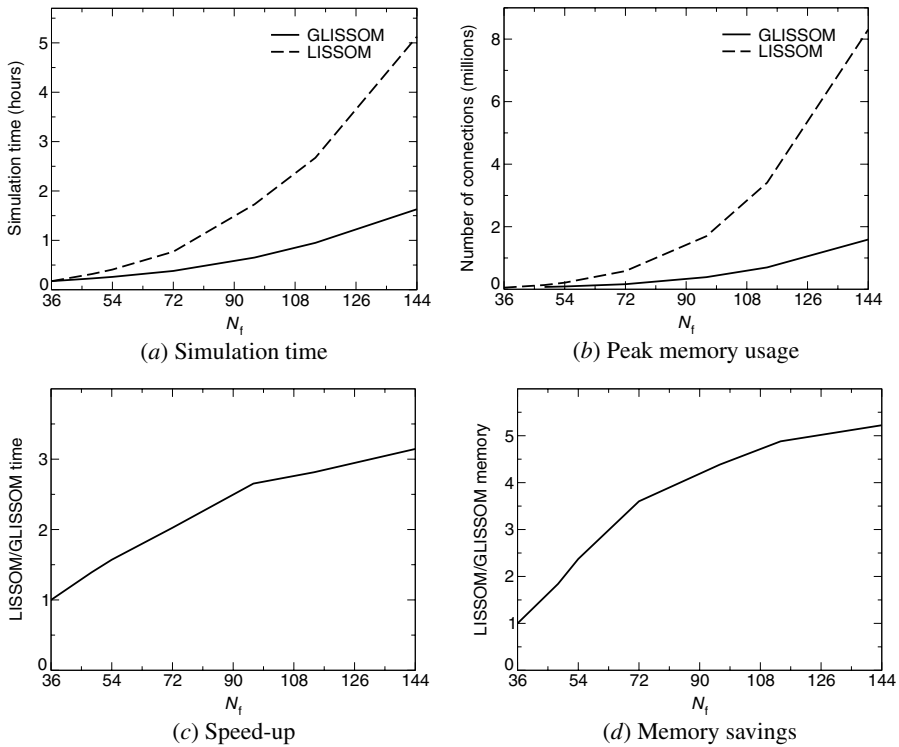 GLISSOM
LISSOM
Simulation time (hours)
5
4
3
2
1
0
36 54 72 90 108 126 144
N_f
(a) Simulation time
GLISSOM
LISSOM
Number of connections (millions)
8
6
4
2
0
36 54 72 90 108 126 144
N_f
(b) Peak memory usage
LISSOM/GLISSOM time
3
2
1
0
36 54 72 90 108 126 144
N_f
(c) Speed-up
LISSOM/GLISSOM memory
5
4
3
2
1
0
36 54 72 90 108 126 144
N_f
(d) Memory savings